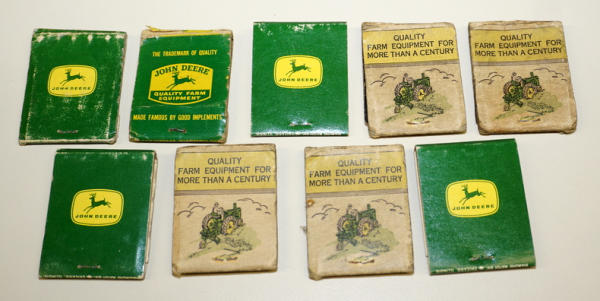 JOHN DEERE
THE TRADEMARK OF QUALITY
JOHN DEERE
QUALITY FARM
EQUIPMENT
MADE FAMOUS BY GOOD IMPLEMENTS
JOHN DEERE
QUALITY
FARM EQUIPMENT FOR
MORE THAN A CENTURY
QUALITY
FARM EQUIPMENT FOR
MORE THAN A CENTURY
JOHN DEERE
QUALITY
FARM EQUIPMENT FOR
MORE THAN A CENTURY
QUALITY
FARM EQUIPMENT FOR
MORE THAN A CENTURY
JOHN DEERE